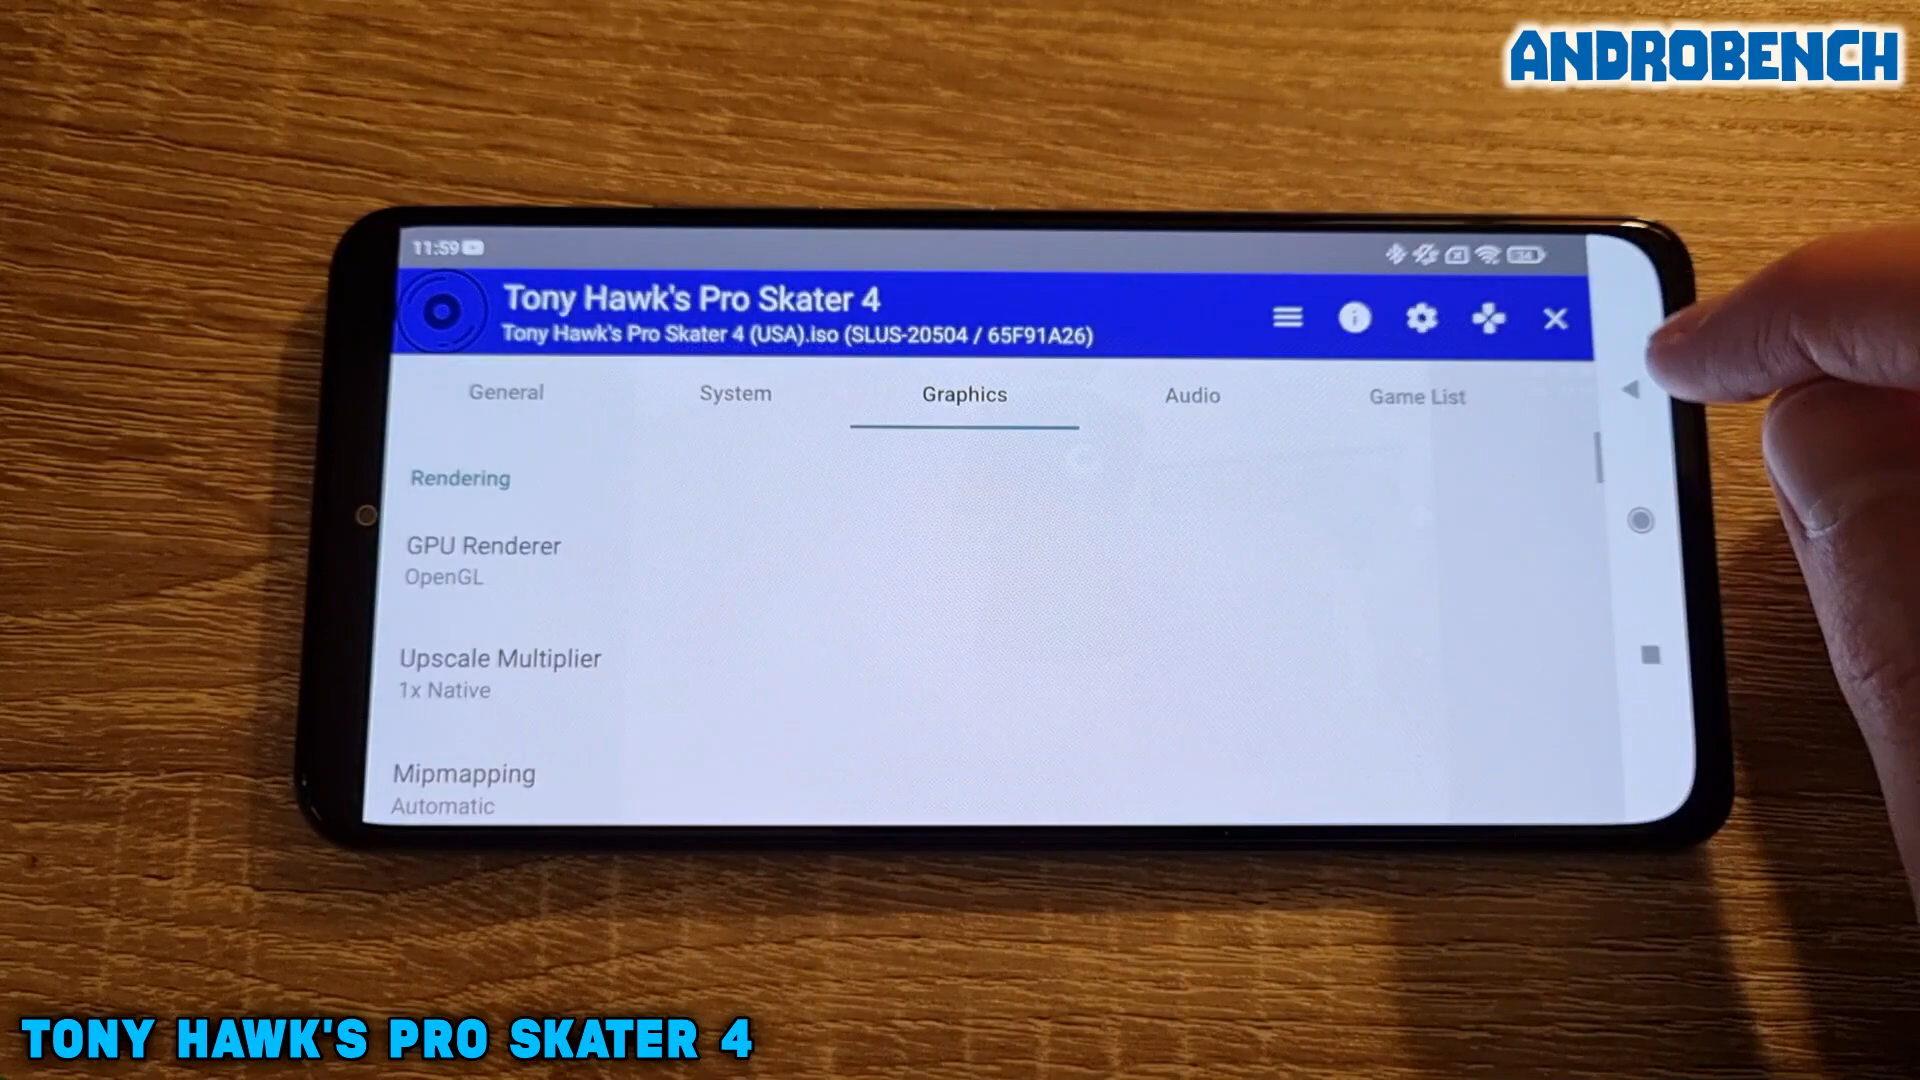 ANDROBENCH
11:59
Tony Hawk's Pro Skater 4
Tony Hawk's Pro Skater 4 (USA).iso (SLUS-20504 / 65F91A26)
General System Graphics Audio Game List
Rendering
GPU Renderer
OpenGL
Upscale Multiplier
1x Native
Mipmapping
Automatic
TONY HAWK'S PRO SKATER 4